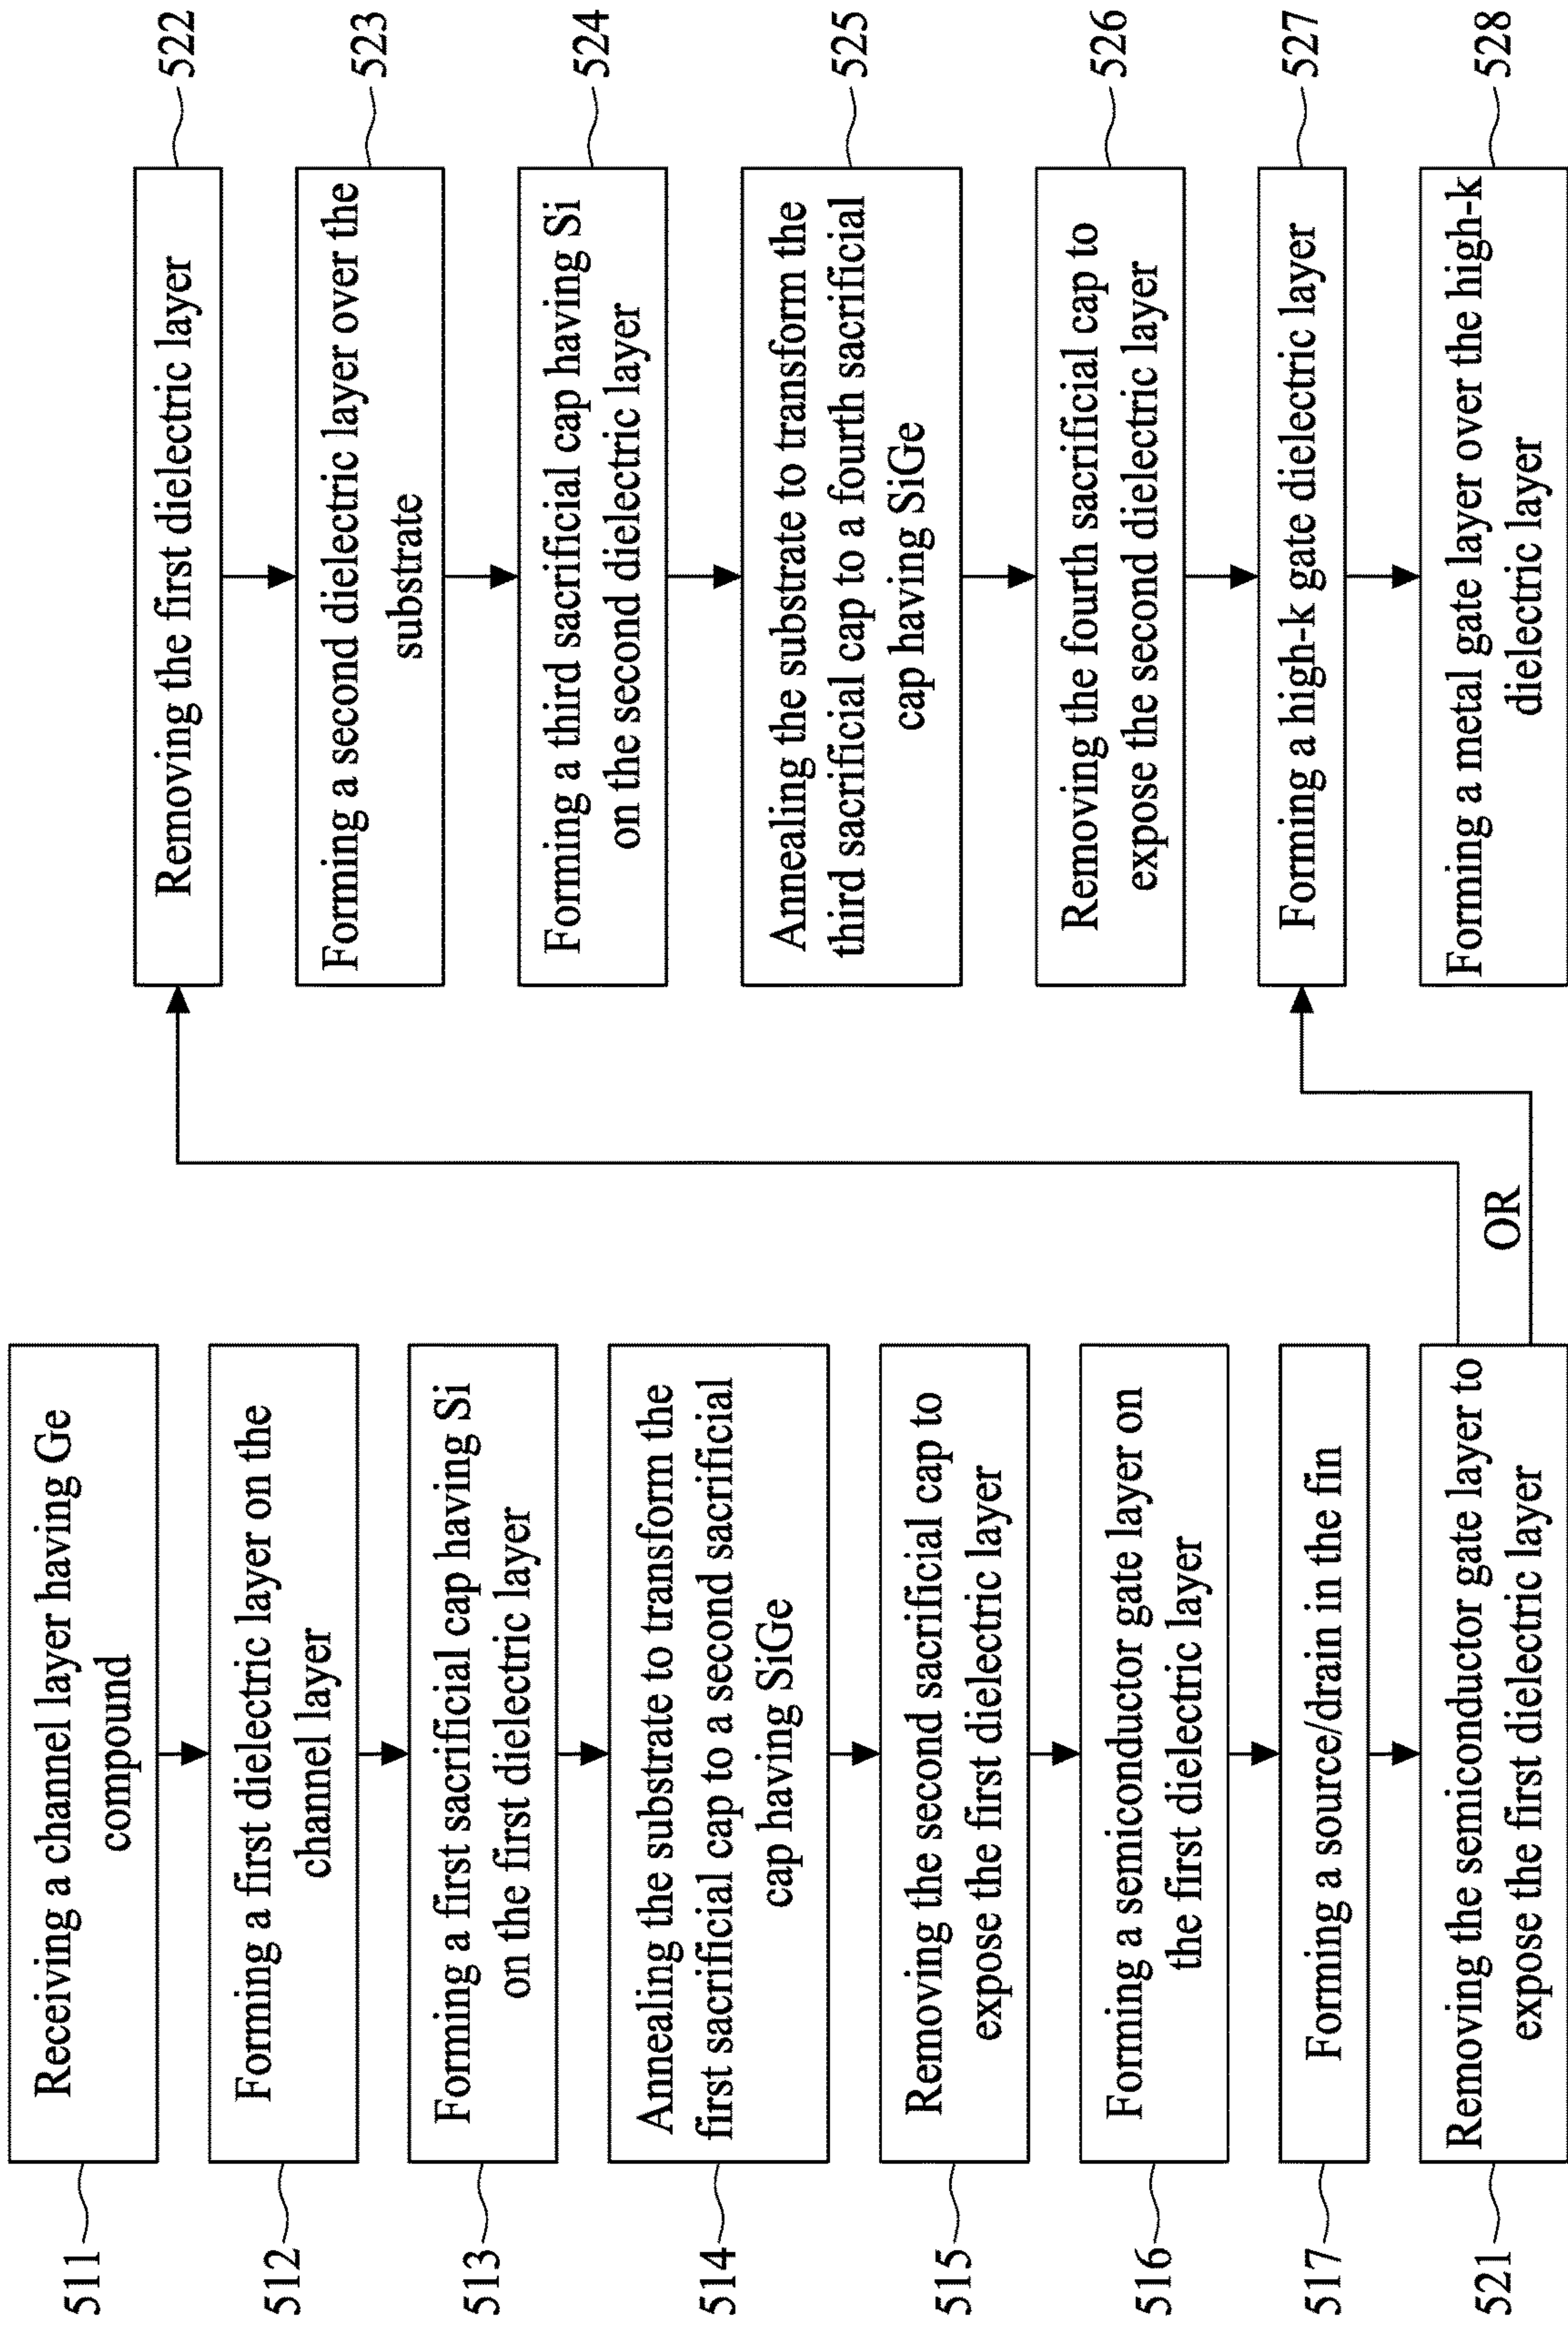 511
Receiving a channel layer having Ge
compound
512
Forming a first dielectric layer on the
channel layer
513
Forming a first sacrificial cap having Si
on the first dielectric layer
514
Annealing the substrate to transform the
first sacrificial cap to a second sacrificial
cap having SiGe
515
Removing the second sacrificial cap to
expose the first dielectric layer
516
Forming a semiconductor gate layer on
the first dielectric layer
517
Forming a source/drain in the fin
521
Removing the semiconductor gate layer to
expose the first dielectric layer
OR
Removing the first dielectric layer
522
Forming a second dielectric layer over the
substrate
523
Forming a third sacrificial cap having Si
on the second dielectric layer
524
Annealing the substrate to transform the
third sacrificial cap to a fourth sacrificial
cap having SiGe
525
Removing the fourth sacrificial cap to
expose the second dielectric layer
526
Forming a high-k gate dielectric layer
527
Forming a metal gate layer over the high-k
dielectric layer
528